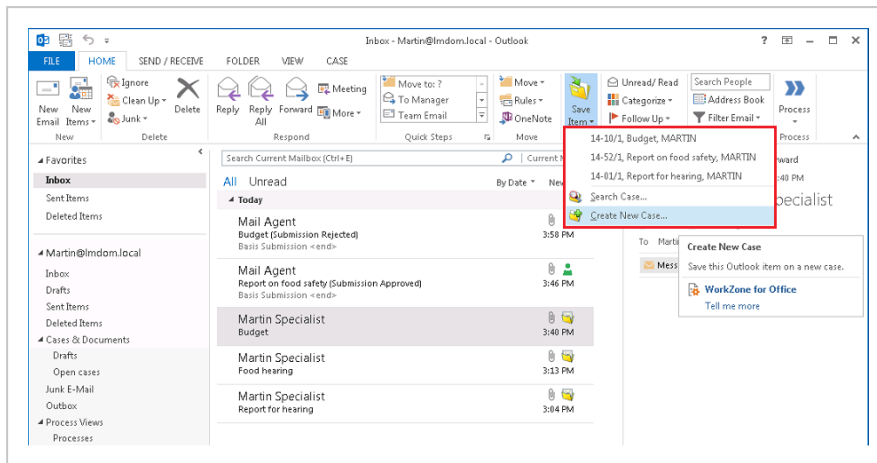 Inbox - Martin@lmdom.local - Outlook
FILE HOME SEND / RECEIVE FOLDER VIEW CASE
New Email
New Items
Ignore
Clean Up
Junk
Delete
Reply
Reply All
Forward
Meeting
More
Move to: ?
To Manager
Team Email
Move
Rules
OneNote
Save Item
Unread/ Read
Categorize
Follow Up
Search People
Address Book
Filter Email
Process
New Delete Respond Quick Steps Move Process
14-10/1, Budget, MARTIN
14-52/1, Report on food safety, MARTIN
14-01/1, Report for hearing, MARTIN
Search Case...
Create New Case...
Create New Case
Save this Outlook item on a new case.
WorkZone for Office
Tell me more
Favorites
Inbox
Sent Items
Deleted Items
Martin@lmdom.local
Inbox
Drafts
Sent Items
Deleted Items
Cases & Documents
Drafts
Open cases
Junk E-Mail
Outbox
Process Views
Processes
Search Current Mailbox (Ctrl+E)
All Unread By Date
Today
Mail Agent
Budget (Submission Rejected) 3:58 PM
Basis Submission <end>
Mail Agent
Report on food safety (Submission Approved) 3:46 PM
Basis Submission <end>
Martin Specialist
Budget 3:40 PM
Martin Specialist
Food hearing 3:13 PM
Martin Specialist
Report for hearing 3:04 PM
To